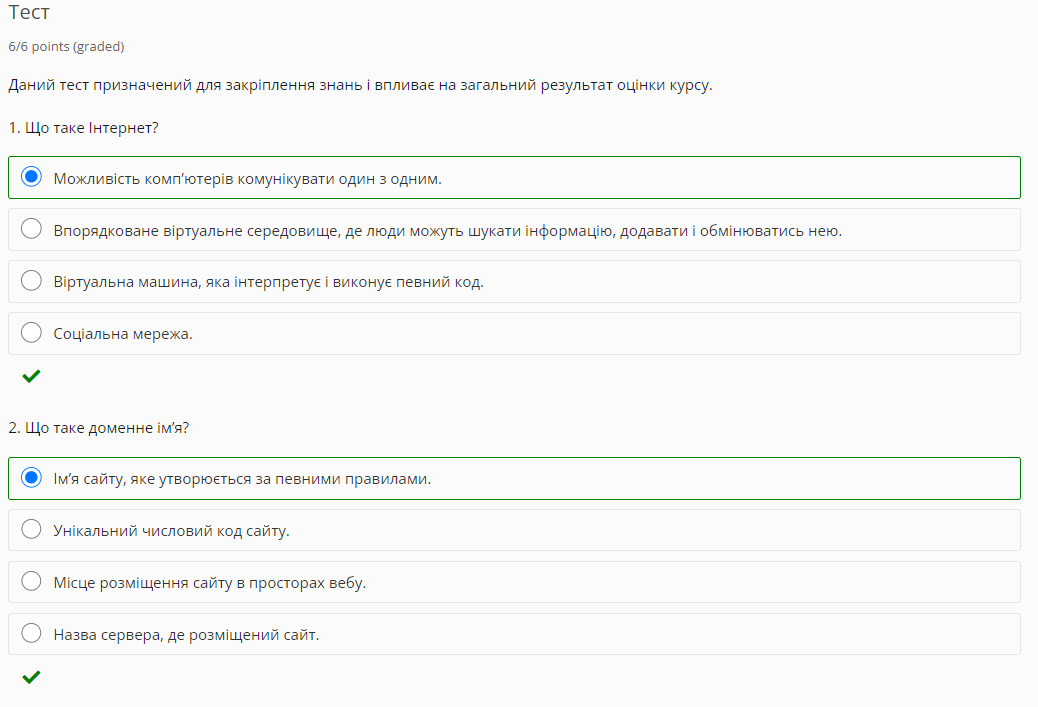 Тест
6/6 points (graded)
Даний тест призначений для закріплення знань і впливає на загальний результат оцінки курсу.
1. Що таке Інтернет?
Можливість комп'ютерів комунікувати один з одним.
Впорядковане віртуальне середовище, де люди можуть шукати інформацію, додавати і обмінюватись нею.
Віртуальна машина, яка інтерпретує і виконує певний код.
Соціальна мережа.
2. Що таке доменне ім’я?
Ім’я сайту, яке утворюється за певними правилами.
Унікальний числовий код сайту.
Місце розміщення сайту в просторах вебу.
Назва сервера, де розміщений сайт.